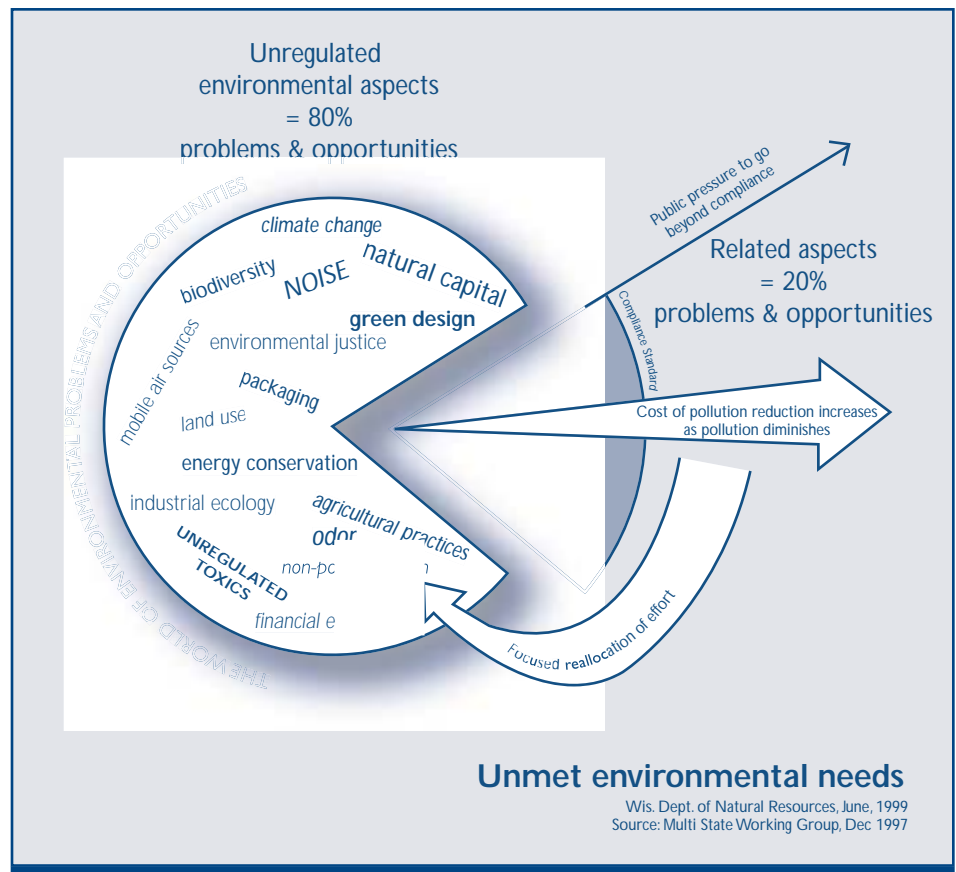 Unregulated
environmental aspects
= 80%
problems & opportunities
THE WORLD OF ENVIRONMENTAL PROBLEMS AND OPPORTUNITIES
climate change
natural capital
biodiversity
NOISE
green design
environmental justice
mobile air sources
packaging
land use
energy conservation
industrial ecology
agricultural practices
odor
UNREGULATED
TOXICS
financial e
Public pressure to go
beyond compliance
Related aspects
= 20%
problems & opportunities
Compliance Standard
Cost of pollution reduction increases
as pollution diminishes
Focused reallocation of effort
Unmet environmental needs
Wis. Dept. of Natural Resources, June, 1999
Source: Multi State Working Group, Dec 1997